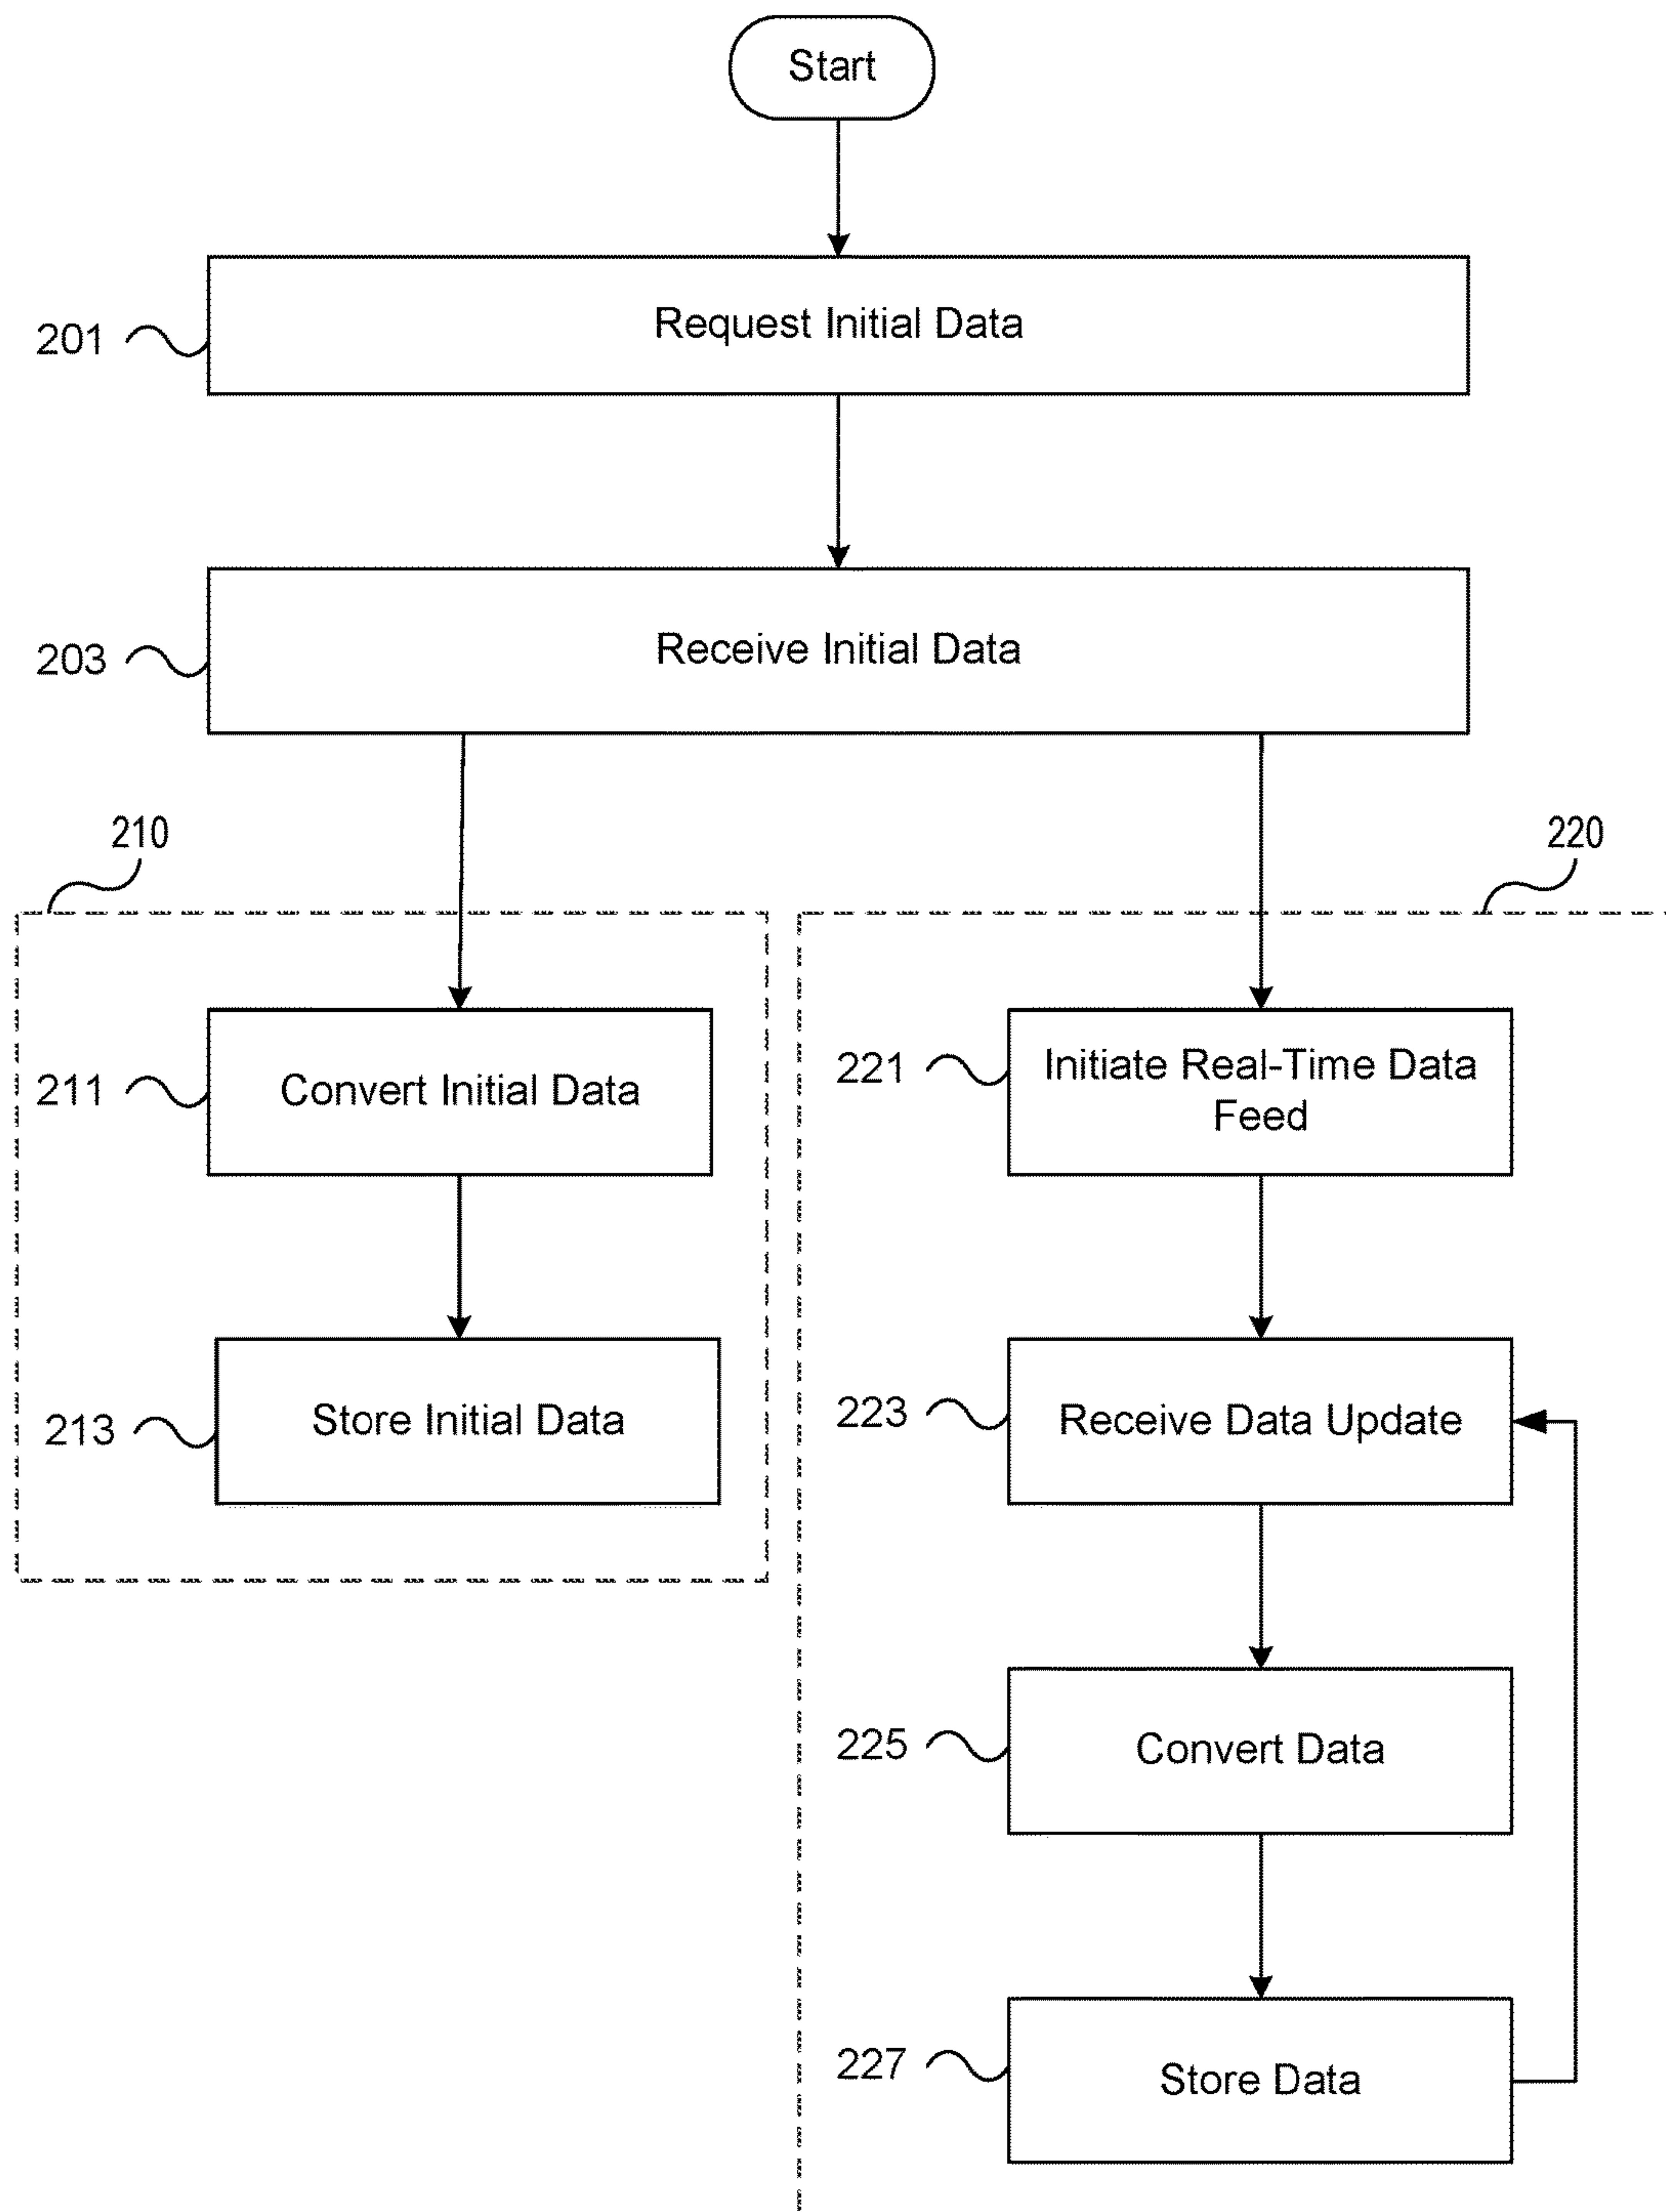 Start
201
Request Initial Data
203
Receive Initial Data
210
220
211
Convert Initial Data
221
Initiate Real-Time Data
Feed
213
Store Initial Data
223
Receive Data Update
225
Convert Data
227
Store Data